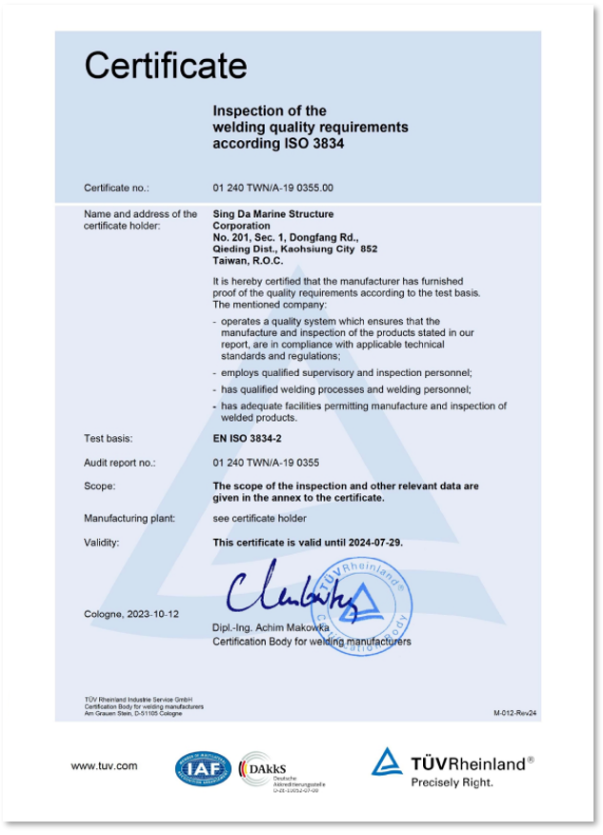 Certificate
Inspection of the
welding quality requirements
according ISO 3834
Certificate no.: 01 240 TWN/A-19 0355.00
Name and address of the Sing Da Marine Structure
certificate holder: Corporation
No. 201, Sec. 1, Dongfang Rd.,
Qieding Dist., Kaohsiung City 852
Taiwan, R.O.C.
It is hereby certified that the manufacturer has furnished
proof of the quality requirements according to the test basis.
The mentioned company:
- operates a quality system which ensures that the
manufacture and inspection of the products stated in our
report, are in compliance with applicable technical
standards and regulations;
- employs qualified supervisory and inspection personnel;
- has qualified welding processes and welding personnel;
- has adequate facilities permitting manufacture and inspection of
welded products.
Test basis: EN ISO 3834-2
Audit report no.: 01 240 TWN/A-19 0355
Scope: The scope of the inspection and other relevant data are
given in the annex to the certificate.
Manufacturing plant: see certificate holder
Validity: This certificate is valid until 2024-07-29.
TÜVRheinland®
Certification Body
Cologne, 2023-10-12
Dipl.-Ing. Achim Makowka
Certification Body for welding manufacturers
TÜV Rheinland Industrie Service GmbH
Certification Body for welding manufacturers
Am Grauen Stein, D-51105 Cologne
M-012-Rev24
www.tuv.com
IAF
DAkkS
Deutsche
Akkreditierungsstelle
TÜVRheinland®
Precisely Right.